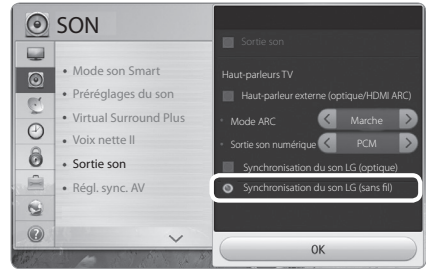 SON
Mode son Smart
Préréglages du son
Virtual Surround Plus
Voix nette II
Sortie son
Régl. sync. AV
Sortie son
Haut-parleurs TV
Haut-parleur externe (optique/HDMI ARC)
Mode ARC < Marche >
Sortie son numérique < PCM >
Synchronisation du son LG (optique)
Synchronisation du son LG (sans fil)
OK